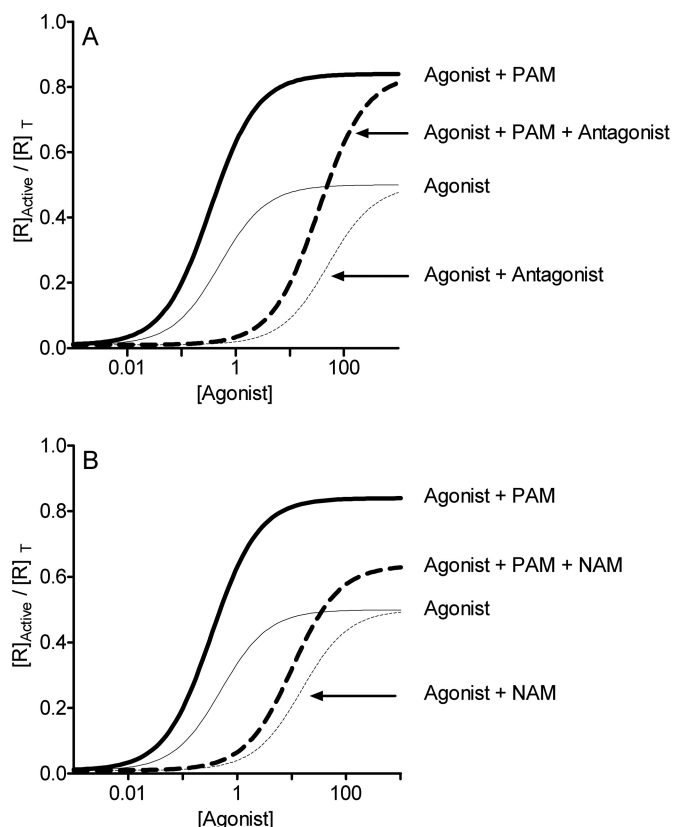 A
1.0
0.8
0.6
0.4
0.2
0.0
[R]Active / [R] T
0.01 1 100
[Agonist]
Agonist + PAM
Agonist + PAM + Antagonist
Agonist
Agonist + Antagonist
B
1.0
0.8
0.6
0.4
0.2
0.0
[R]Active / [R] T
0.01 1 100
[Agonist]
Agonist + PAM
Agonist + PAM + NAM
Agonist
Agonist + NAM